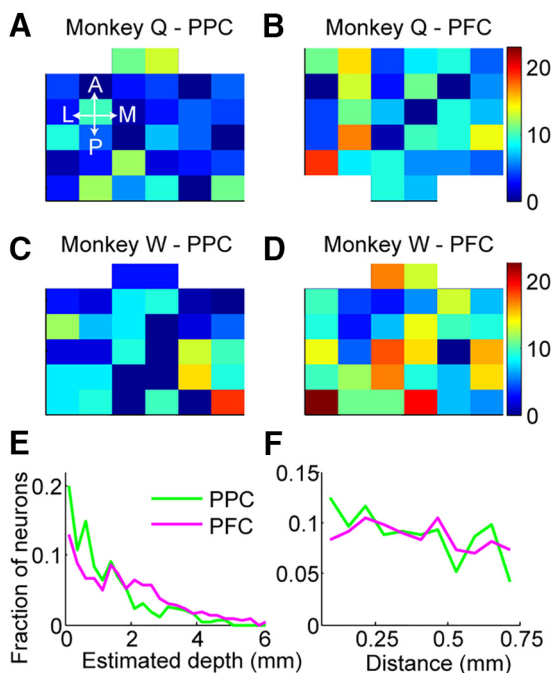 A Monkey Q - PPC
A
L M
P
B Monkey Q - PFC
20
10
0
C Monkey W - PPC
D Monkey W - PFC
20
10
0
E
Fraction of neurons
0.2
0.1
0
PPC
PFC
0 2 4 6
Estimated depth (mm)
F
0.15
0.1
0.05
0
0.25 0.5 0.75
Distance (mm)